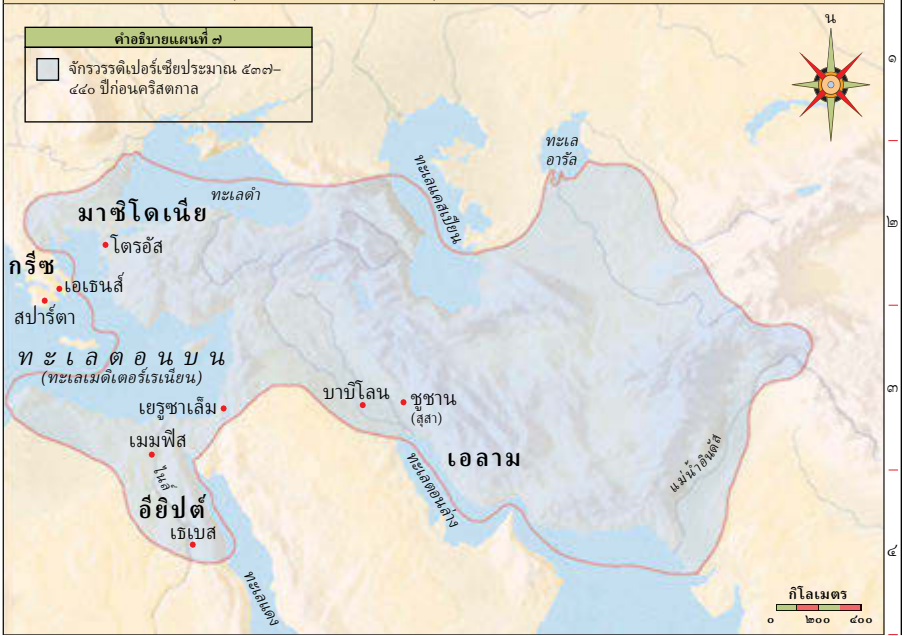 คำอธิบายแผนที่ ๗
จักรวรรดิเปอร์เซียประมาณ ๕๓๗–
๔๔๐ ปีก่อนคริสตกาล
น
๑
ทะเล
อารัล
ทะเลแคสเปียน
ทะเลดำ
มาซิโดเนีย
๒
โตรอัส
กรีซ
เอเธนส์
สปาร์ตา
ทะเลตอนบน
(ทะเลเมดิเตอร์เรเนียน)
บาบิโลน
ชูชาน
(สุสา)
๓
เยรูซาเล็ม
เมมฟิส
เอลาม
ไนล์
ทะเลตอนล่าง
แม่น้ำอินดัส
อียิปต์
เธเบส
๔
ทะเลแดง
กิโลเมตร
๐ ๒๐๐ ๔๐๐